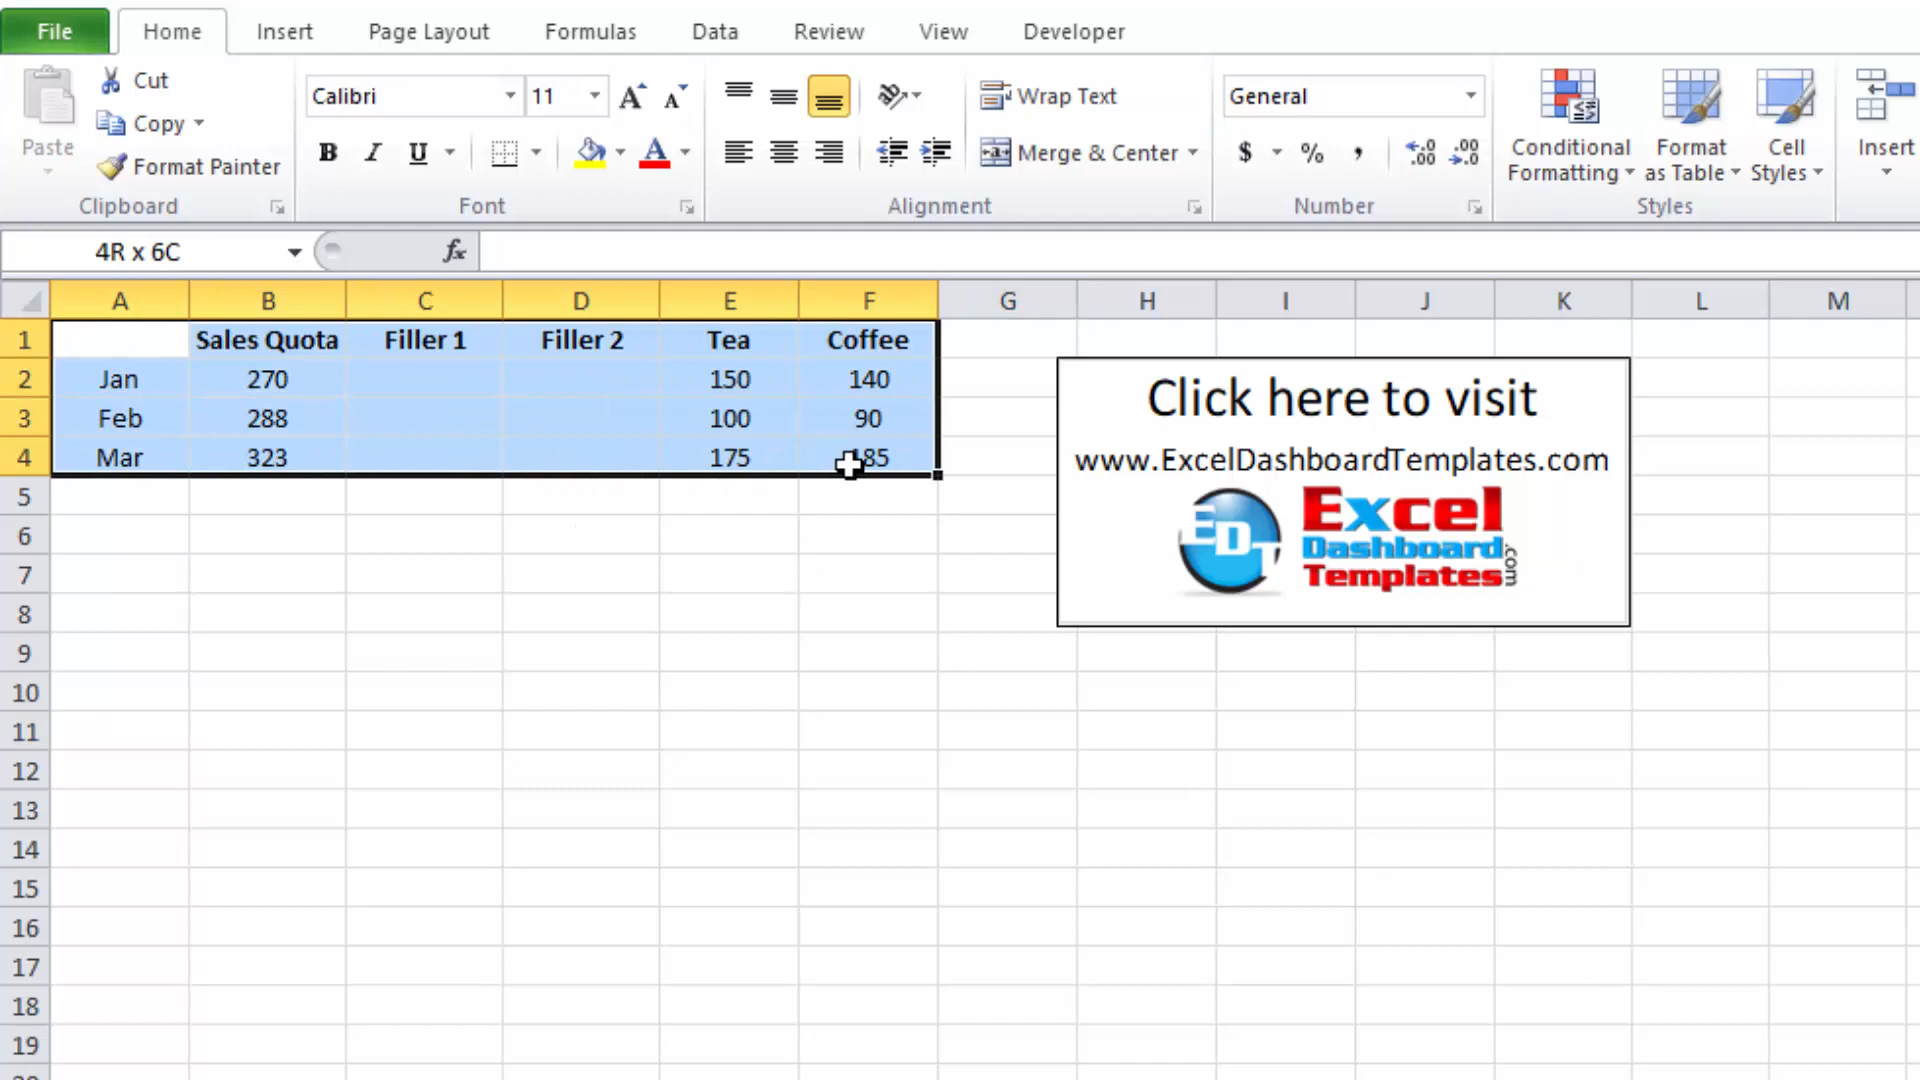 File Home Insert Page Layout Formulas Data Review View Developer
Cut
Copy
Format Painter
Paste
Clipboard
Calibri 11
B I U
Font
Wrap Text
Merge & Center
Alignment
General
$ % ,
Number
Conditional Formatting
Format as Table
Cell Styles
Styles
Insert
4R x 6C fx
A B C D E F G H I J K L M
1 Sales Quota Filler 1 Filler 2 Tea Coffee
2 Jan 270 150 140
3 Feb 288 100 90
4 Mar 323 175 185
5
6
7
8
9
10
11
12
13
14
15
16
17
18
19
Click here to visit
www.ExcelDashboardTemplates.com
EDT
Excel
Dashboard
Templates
.com